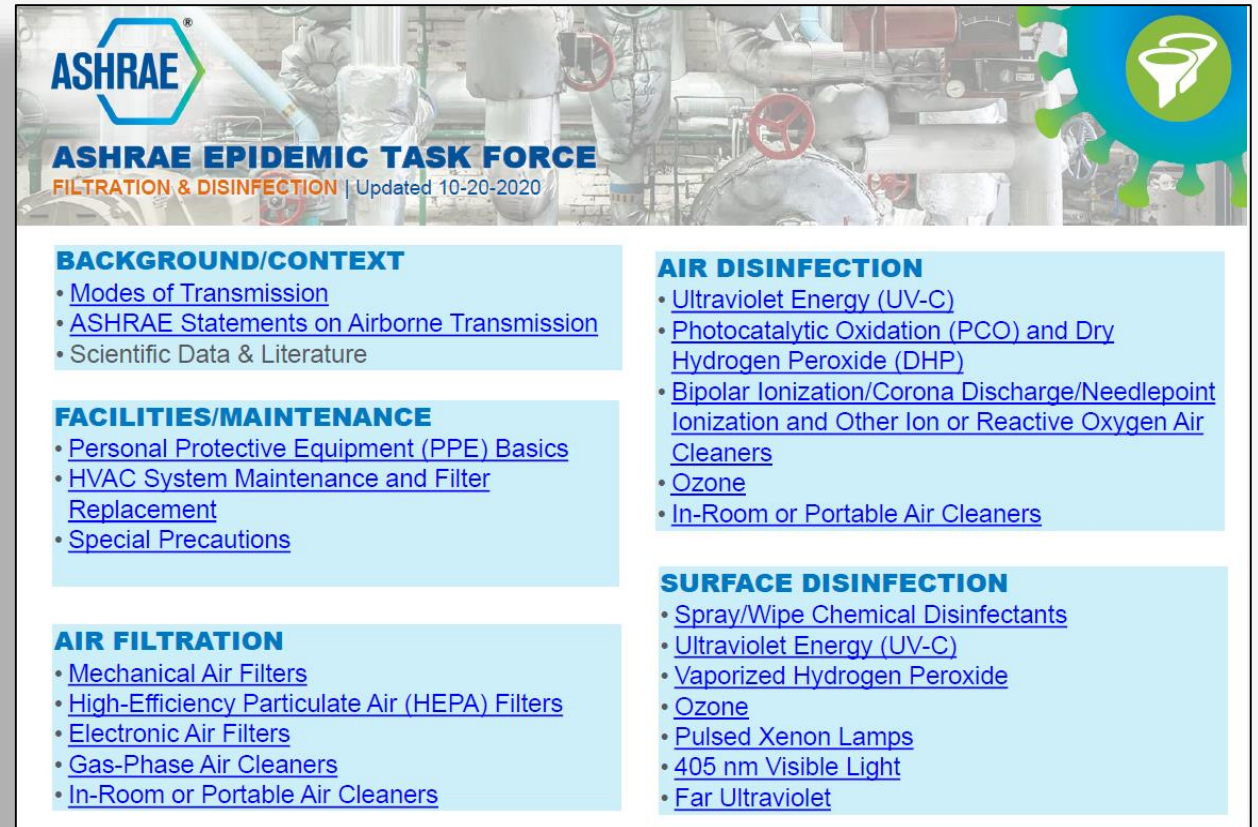 ASHRAE®
ASHRAE EPIDEMIC TASK FORCE
FILTRATION & DISINFECTION | Updated 10-20-2020
BACKGROUND/CONTEXT
• Modes of Transmission
• ASHRAE Statements on Airborne Transmission
• Scientific Data & Literature
FACILITIES/MAINTENANCE
• Personal Protective Equipment (PPE) Basics
• HVAC System Maintenance and Filter
Replacement
• Special Precautions
AIR FILTRATION
• Mechanical Air Filters
• High-Efficiency Particulate Air (HEPA) Filters
• Electronic Air Filters
• Gas-Phase Air Cleaners
• In-Room or Portable Air Cleaners
AIR DISINFECTION
• Ultraviolet Energy (UV-C)
• Photocatalytic Oxidation (PCO) and Dry
Hydrogen Peroxide (DHP)
• Bipolar Ionization/Corona Discharge/Needlepoint
Ionization and Other Ion or Reactive Oxygen Air
Cleaners
• Ozone
• In-Room or Portable Air Cleaners
SURFACE DISINFECTION
• Spray/Wipe Chemical Disinfectants
• Ultraviolet Energy (UV-C)
• Vaporized Hydrogen Peroxide
• Ozone
• Pulsed Xenon Lamps
• 405 nm Visible Light
• Far Ultraviolet